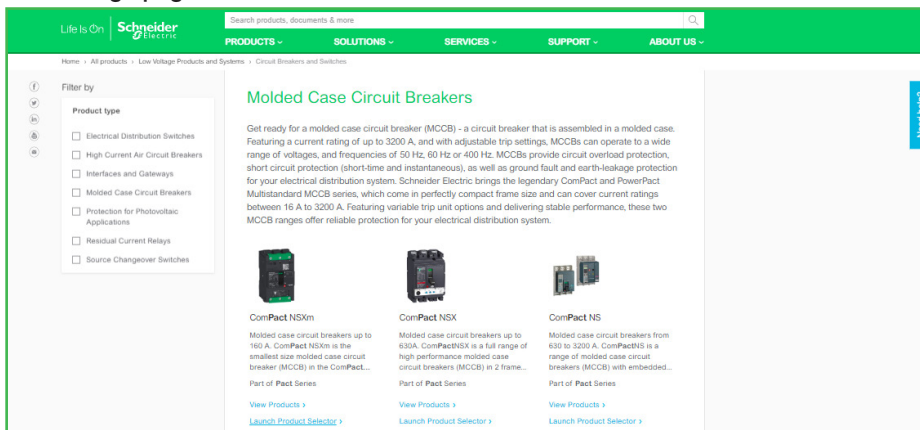 Life Is On
Schneider
Electric
Search products, documents & more
PRODUCTS
SOLUTIONS
SERVICES
SUPPORT
ABOUT US
Home › All products › Low Voltage Products and Systems › Circuit Breakers and Switches
Filter by
Product type
Electrical Distribution Switches
High Current Air Circuit Breakers
Interfaces and Gateways
Molded Case Circuit Breakers
Protection for Photovoltaic
Applications
Residual Current Relays
Source Changeover Switches
Molded Case Circuit Breakers
Get ready for a molded case circuit breaker (MCCB) - a circuit breaker that is assembled in a molded case.
Featuring a current rating of up to 3200 A, and with adjustable trip settings, MCCBs can operate to a wide
range of voltages, and frequencies of 50 Hz, 60 Hz or 400 Hz. MCCBs provide circuit overload protection,
short circuit protection (short-time and instantaneous), as well as ground fault and earth-leakage protection
for your electrical distribution system. Schneider Electric brings the legendary ComPact and PowerPact
Multistandard MCCB series, which come in perfectly compact frame size and can cover current ratings
between 16 A to 3200 A. Featuring variable trip unit options and delivering stable performance, these two
MCCB ranges offer reliable protection for your electrical distribution system.
ComPact NSXm
Molded case circuit breakers up to
160 A. ComPact NSXm is the
smallest size molded case circuit
breaker (MCCB) in the ComPact...
Part of Pact Series
View Products ›
Launch Product Selector ›
ComPact NSX
Molded case circuit breakers up to
630A. ComPactNSX is a full range of
high performance molded case
circuit breakers (MCCB) in 2 frame...
Part of Pact Series
View Products ›
Launch Product Selector ›
ComPact NS
Molded case circuit breakers from
630 to 3200 A. ComPactNS is a
range of molded case circuit
breakers (MCCB) with embedded...
Part of Pact Series
View Products ›
Launch Product Selector ›